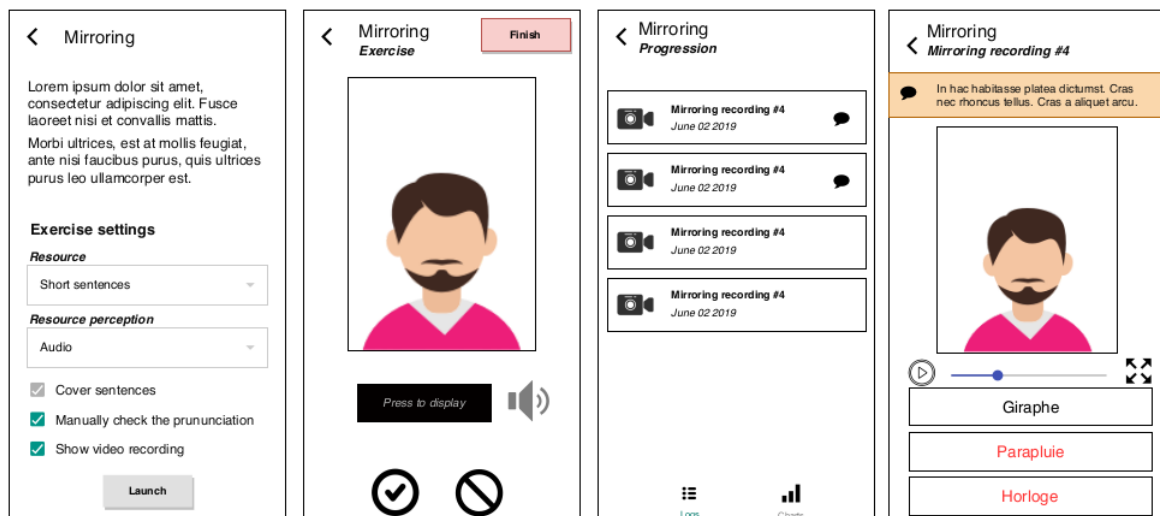 Mirroring
Lorem ipsum dolor sit amet,
consectetur adipiscing elit. Fusce
laoreet nisi et convallis mattis.
Morbi ultrices, est at mollis feugiat,
ante nisi faucibus purus, quis ultrices
purus leo ullamcorper est.
Exercise settings
Resource
Short sentences
Resource perception
Audio
Cover sentences
Manually check the prununciation
Show video recording
Launch
Mirroring
Exercise
Finish
Press to display
Mirroring
Progression
Mirroring recording #4
June 02 2019
Mirroring recording #4
June 02 2019
Mirroring recording #4
June 02 2019
Mirroring recording #4
June 02 2019
Logs
Charts
Mirroring
Mirroring recording #4
In hac habitasse platea dictumst. Cras
nec rhoncus tellus. Cras a aliquet arcu.
Giraphe
Parapluie
Horloge